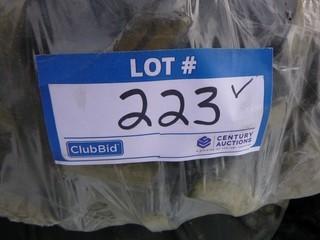 LOT #
223 ✓
ClubBid
CENTURY
AUCTIONS